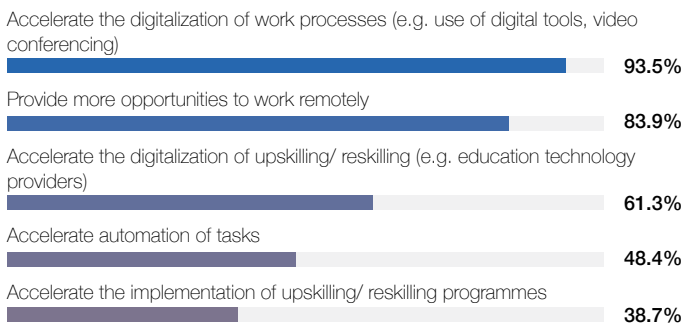 Accelerate the digitalization of work processes (e.g. use of digital tools, video
conferencing)
93.5%
Provide more opportunities to work remotely
83.9%
Accelerate the digitalization of upskilling/ reskilling (e.g. education technology
providers)
61.3%
Accelerate automation of tasks
48.4%
Accelerate the implementation of upskilling/ reskilling programmes
38.7%